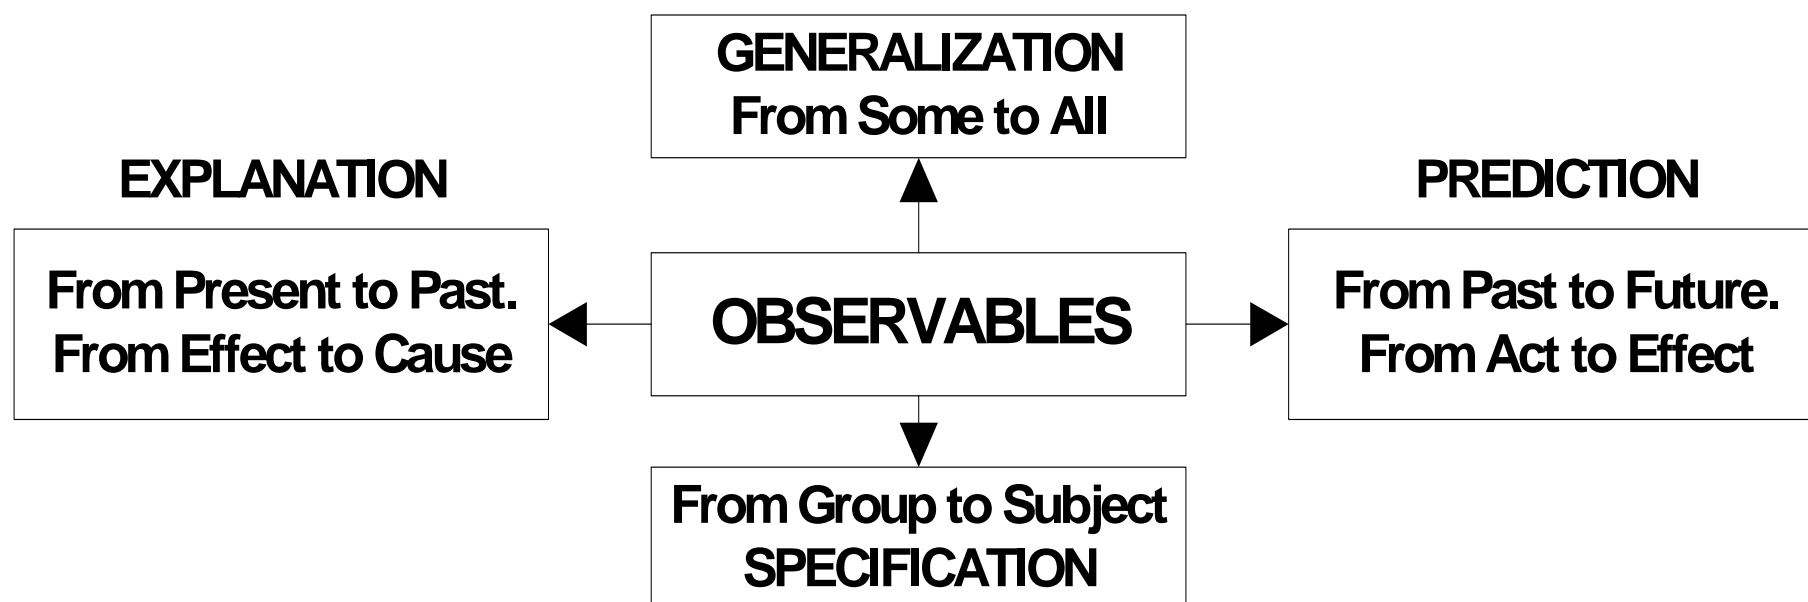 GENERALIZATION
From Some to All
EXPLANATION
PREDICTION
From Present to Past.
From Effect to Cause
OBSERVABLES
From Past to Future.
From Act to Effect
From Group to Subject
SPECIFICATION